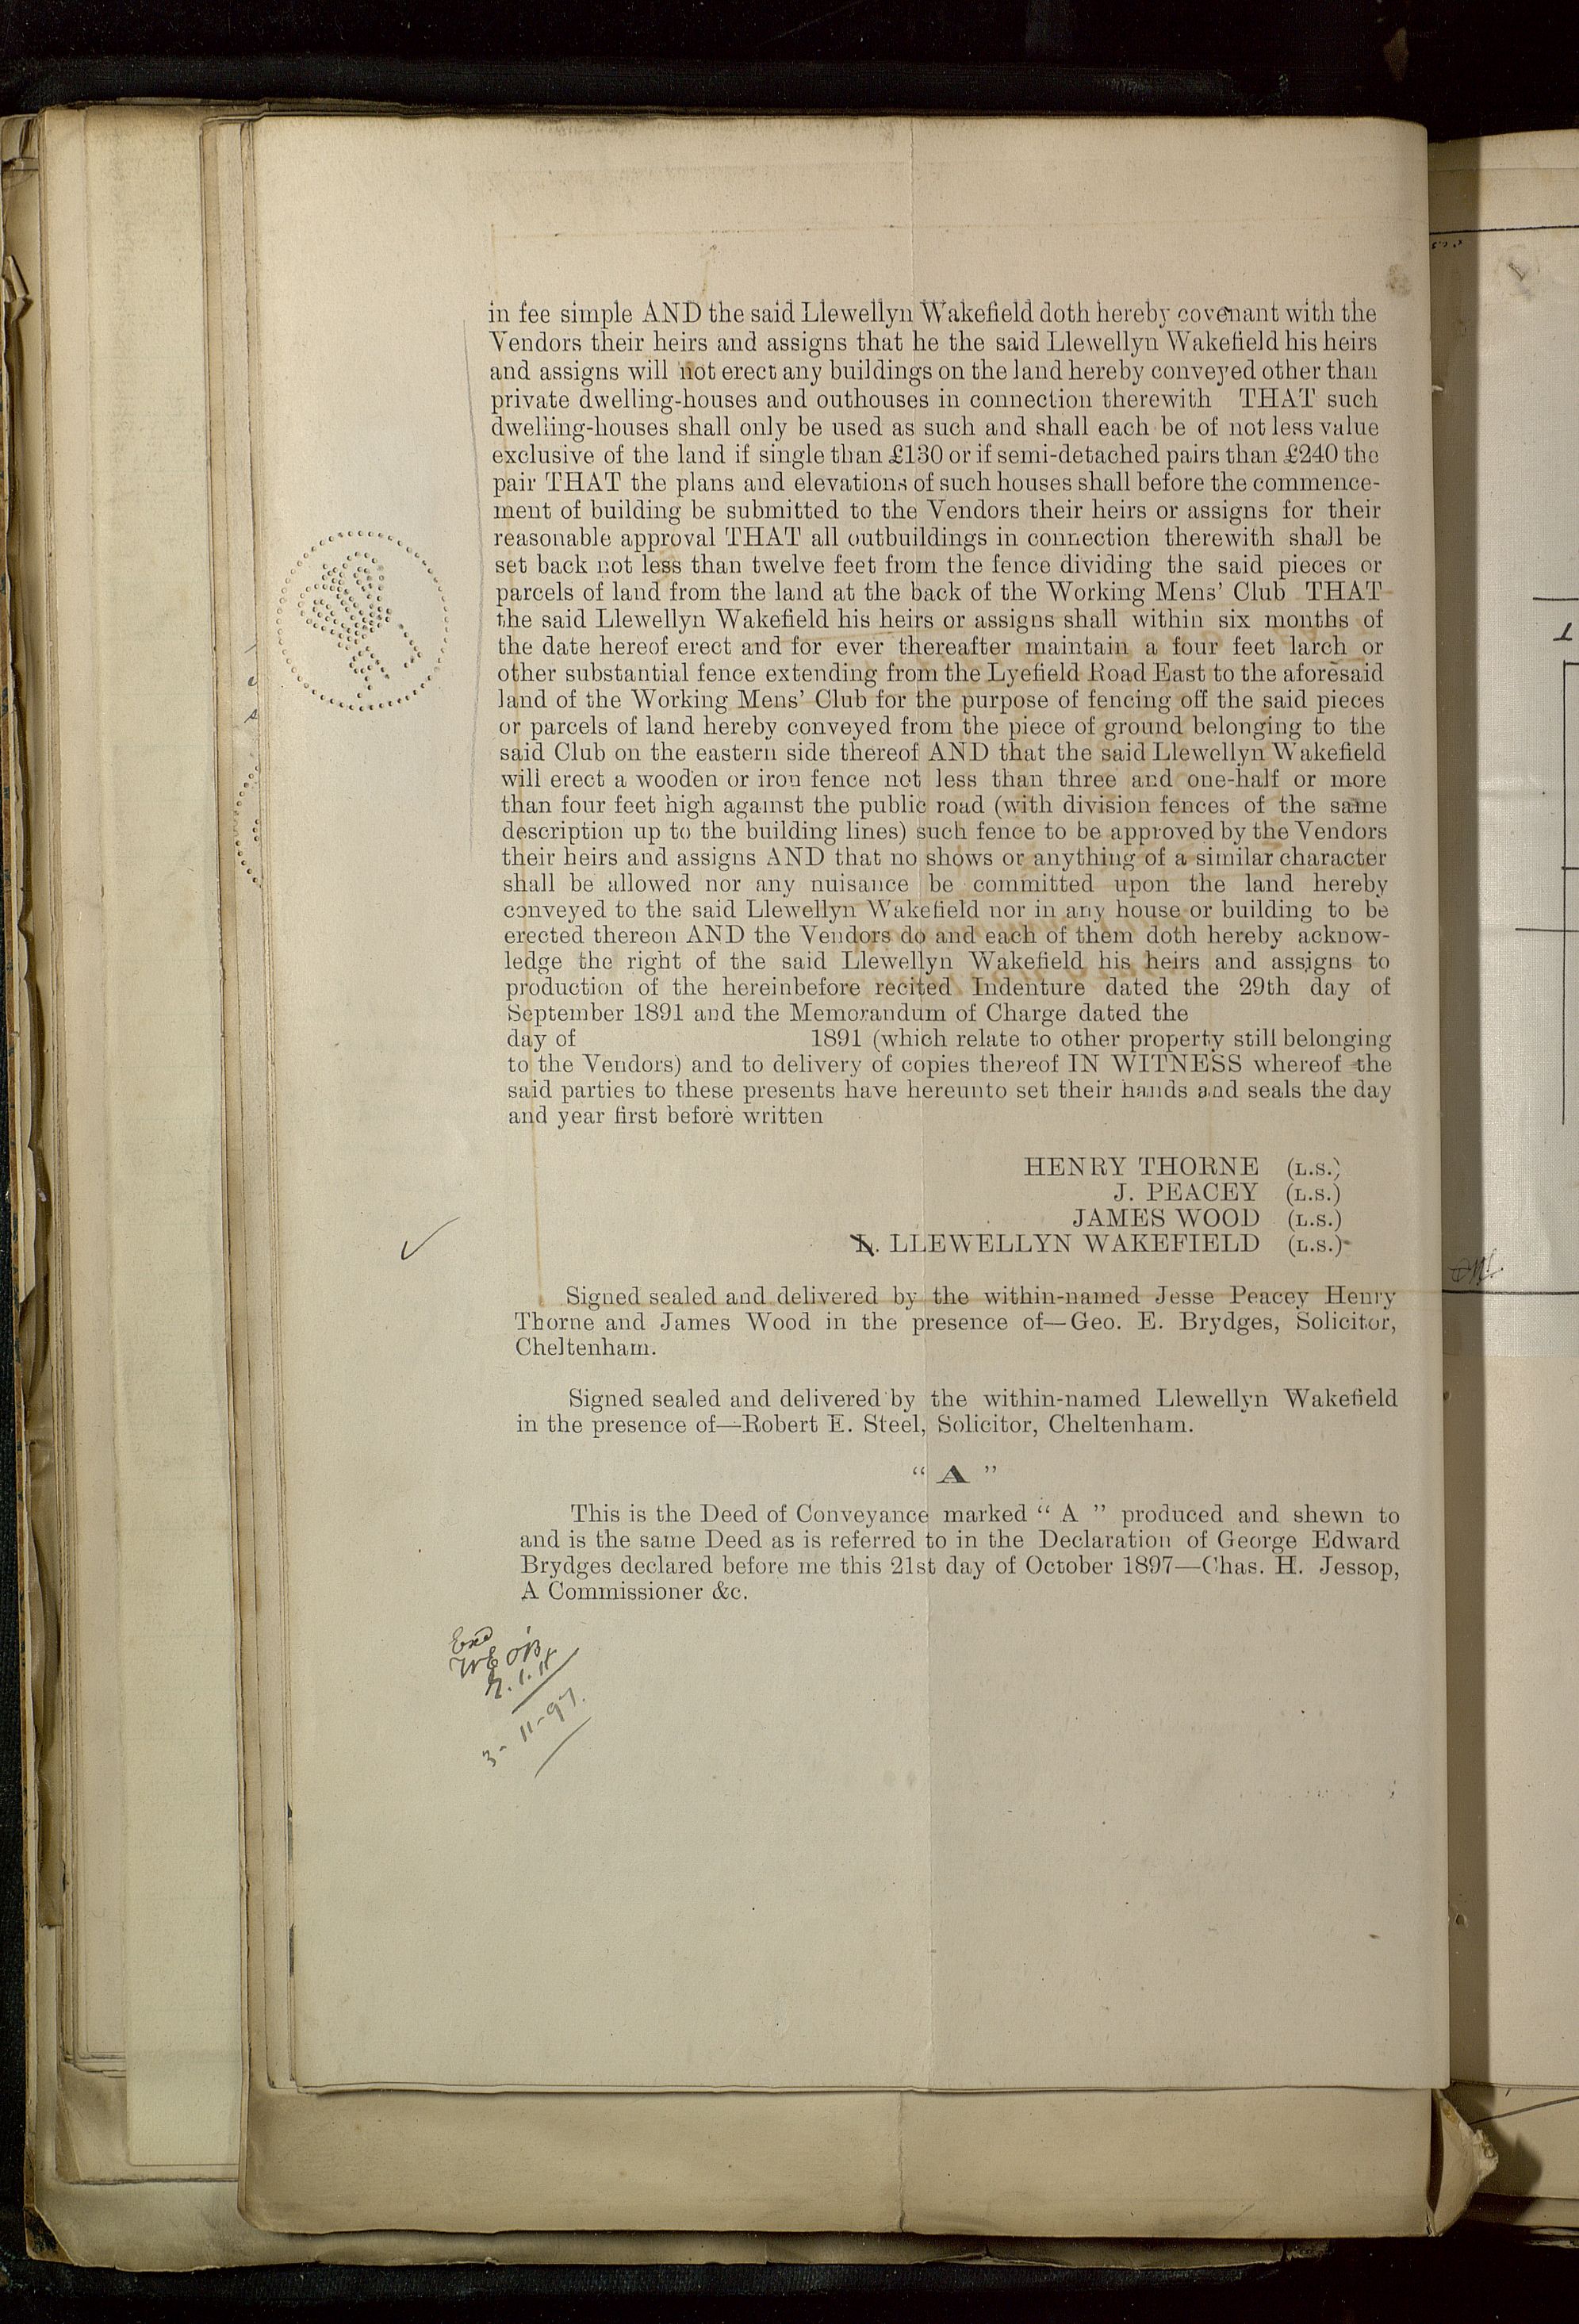 in fee simple AND the said Llewellyn Wakefield doth hereby covenant with the
Vendors their heirs and assigns that he the said Llewellyn Wakefield his heirs
and assigns will not erect any buildings on the land hereby conveyed other than
private dwelling-houses and outhouses in connection therewith THAT such
dwelling-houses shall only be used as such and shall each be of not less value
exclusive of the land if single than £130 or if semi-detached pairs than £240 the
pair THAT the plans and elevations of such houses shall before the commence-
ment of building be submitted to the Vendors their heirs or assigns for their
reasonable approval THAT all outbuildings in connection therewith shall be
set back not less than twelve feet from the fence dividing the said pieces or
parcels of land from the land at the back of the Working Mens' Club THAT
the said Llewellyn Wakefield his heirs or assigns shall within six months of
the date hereof erect and for ever thereafter maintain a four feet larch or
other substantial fence extending from the Lyefield Road East to the aforesaid
land of the Working Mens' Club for the purpose of fencing off the said pieces
or parcels of land hereby conveyed from the piece of ground belonging to the
said Club on the eastern side thereof AND that the said Llewellyn Wakefield
will erect a wooden or iron fence not less than three and one-half or more
than four feet high against the public road (with division fences of the same
description up to the building lines) such fence to be approved by the Vendors
their heirs and assigns AND that no shows or anything of a similar character
shall be allowed nor any nuisance be committed upon the land hereby
conveyed to the said Llewellyn Wakefield nor in any house or building to be
erected thereon AND the Vendors do and each of them doth hereby acknow-
ledge the right of the said Llewellyn Wakefield his heirs and assigns to
production of the hereinbefore recited Indenture dated the 29th day of
September 1891 and the Memorandum of Charge dated the
day of 1891 (which relate to other property still belonging
to the Vendors) and to delivery of copies thereof IN WITNESS whereof the
said parties to these presents have hereunto set their hands and seals the day
and year first before written
HENRY THORNE (L.S.)
J. PEACEY (L.S.)
JAMES WOOD (L.S.)
L. LLEWELLYN WAKEFIELD (L.S.)
Signed sealed and delivered by the within-named Jesse Peacey Henry
Thorne and James Wood in the presence of—Geo. E. Brydges, Solicitor,
Cheltenham.
Signed sealed and delivered by the within-named Llewellyn Wakefield
in the presence of—Robert E. Steel, Solicitor, Cheltenham.
" A "
This is the Deed of Conveyance marked " A " produced and shewn to
and is the same Deed as is referred to in the Declaration of George Edward
Brydges declared before me this 21st day of October 1897—Chas. H. Jessop,
A Commissioner &c.
Exd
3-11-97.